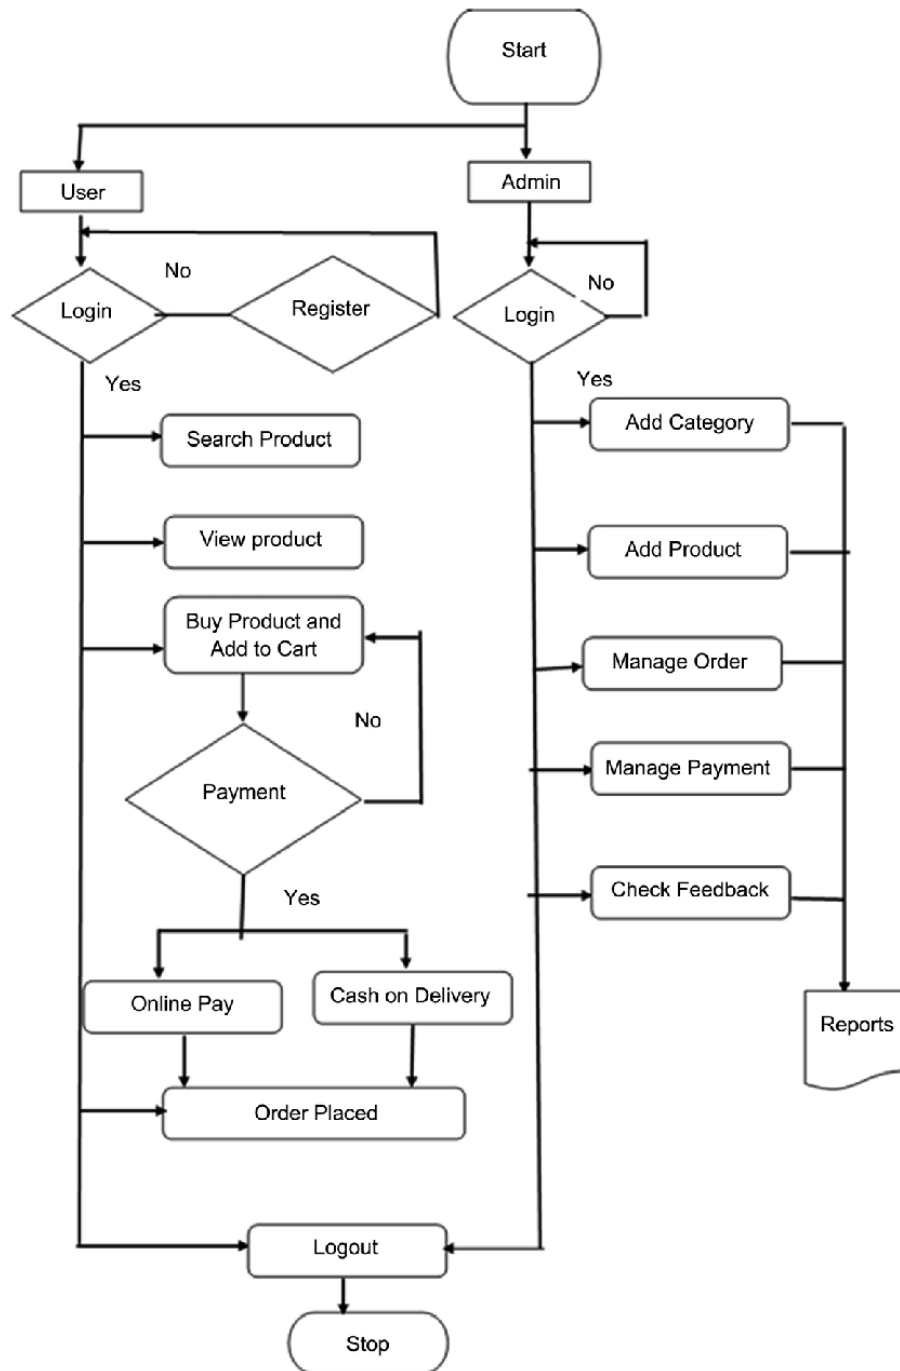 Start
User
Admin
No
No
Login
Register
Login
Yes
Yes
Search Product
Add Category
View product
Add Product
Buy Product and
Add to Cart
Manage Order
No
Payment
Manage Payment
Yes
Check Feedback
Online Pay
Cash on Delivery
Reports
Order Placed
Logout
Stop